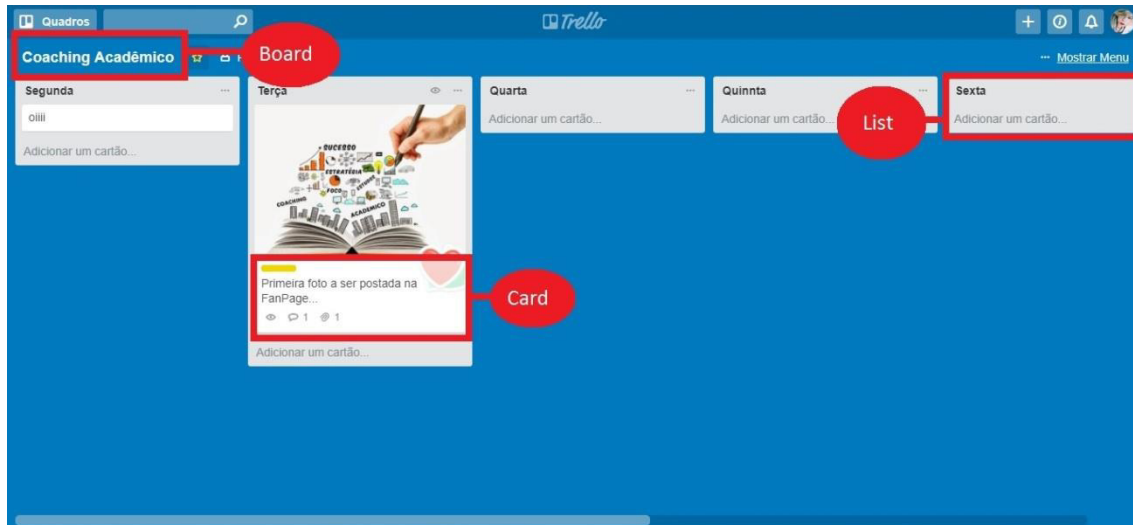 Quadros
Trello
Coaching Acadêmico
Board
Mostrar Menu
Segunda
oiiii
Adicionar um cartão...
Terça
SUCESSO
ESTRATÉGIA
FOCO
COACHING
ACADEMICO
Primeira foto a ser postada na
FanPage...
1 1
Card
Adicionar um cartão...
Quarta
Adicionar um cartão...
Quinnta
Adicionar um cartão...
List
Sexta
Adicionar um cartão...